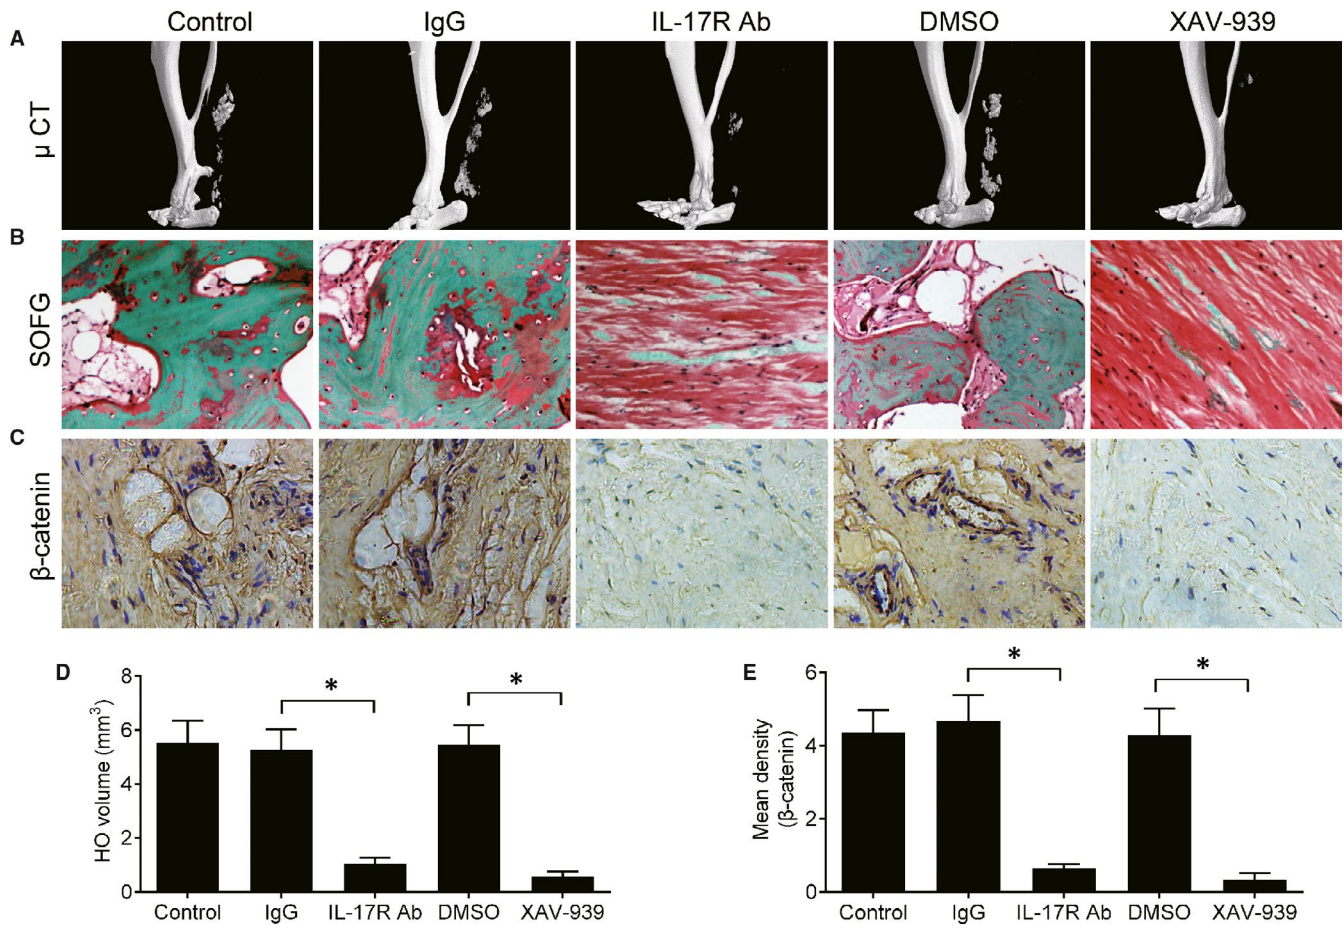 Control IgG IL-17R Ab DMSO XAV-939
A
μ CT
B
SOFG
C
β-catenin
D
HO volume (mm³)
8
6
4
2
0
*
*
Control IgG IL-17R Ab DMSO XAV-939
E
Mean density
(β-catenin)
6
4
2
0
*
*
Control IgG IL-17R Ab DMSO XAV-939